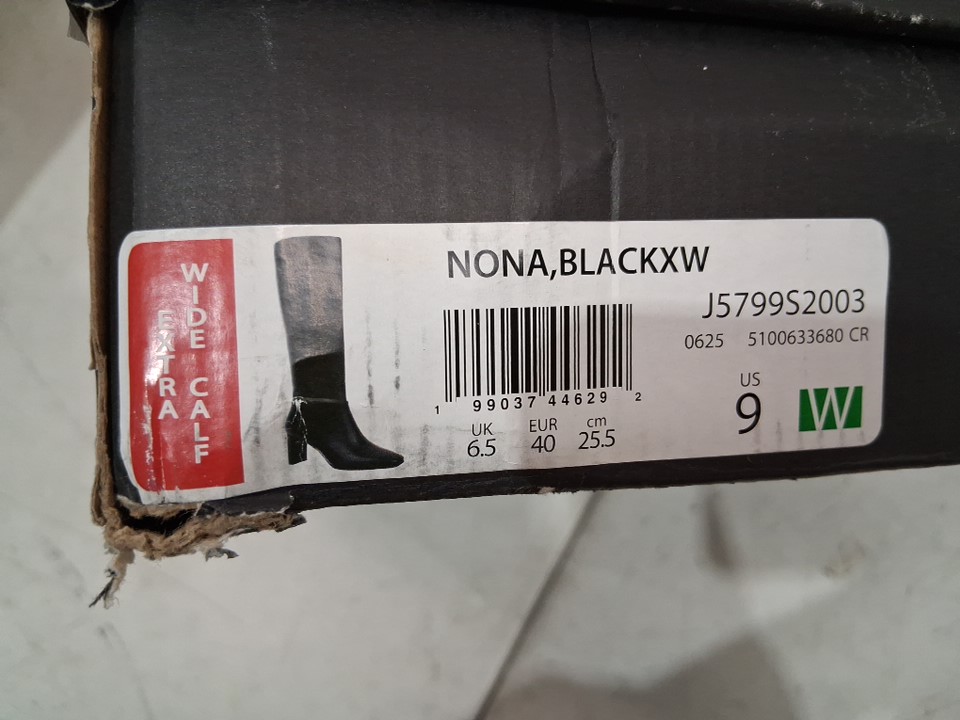 EXTRA
WIDE CALF
NONA,BLACKXW
J5799S2003
0625 5100633680 CR
1 99037 44629 2
UK EUR cm
6.5 40 25.5
US
9 W